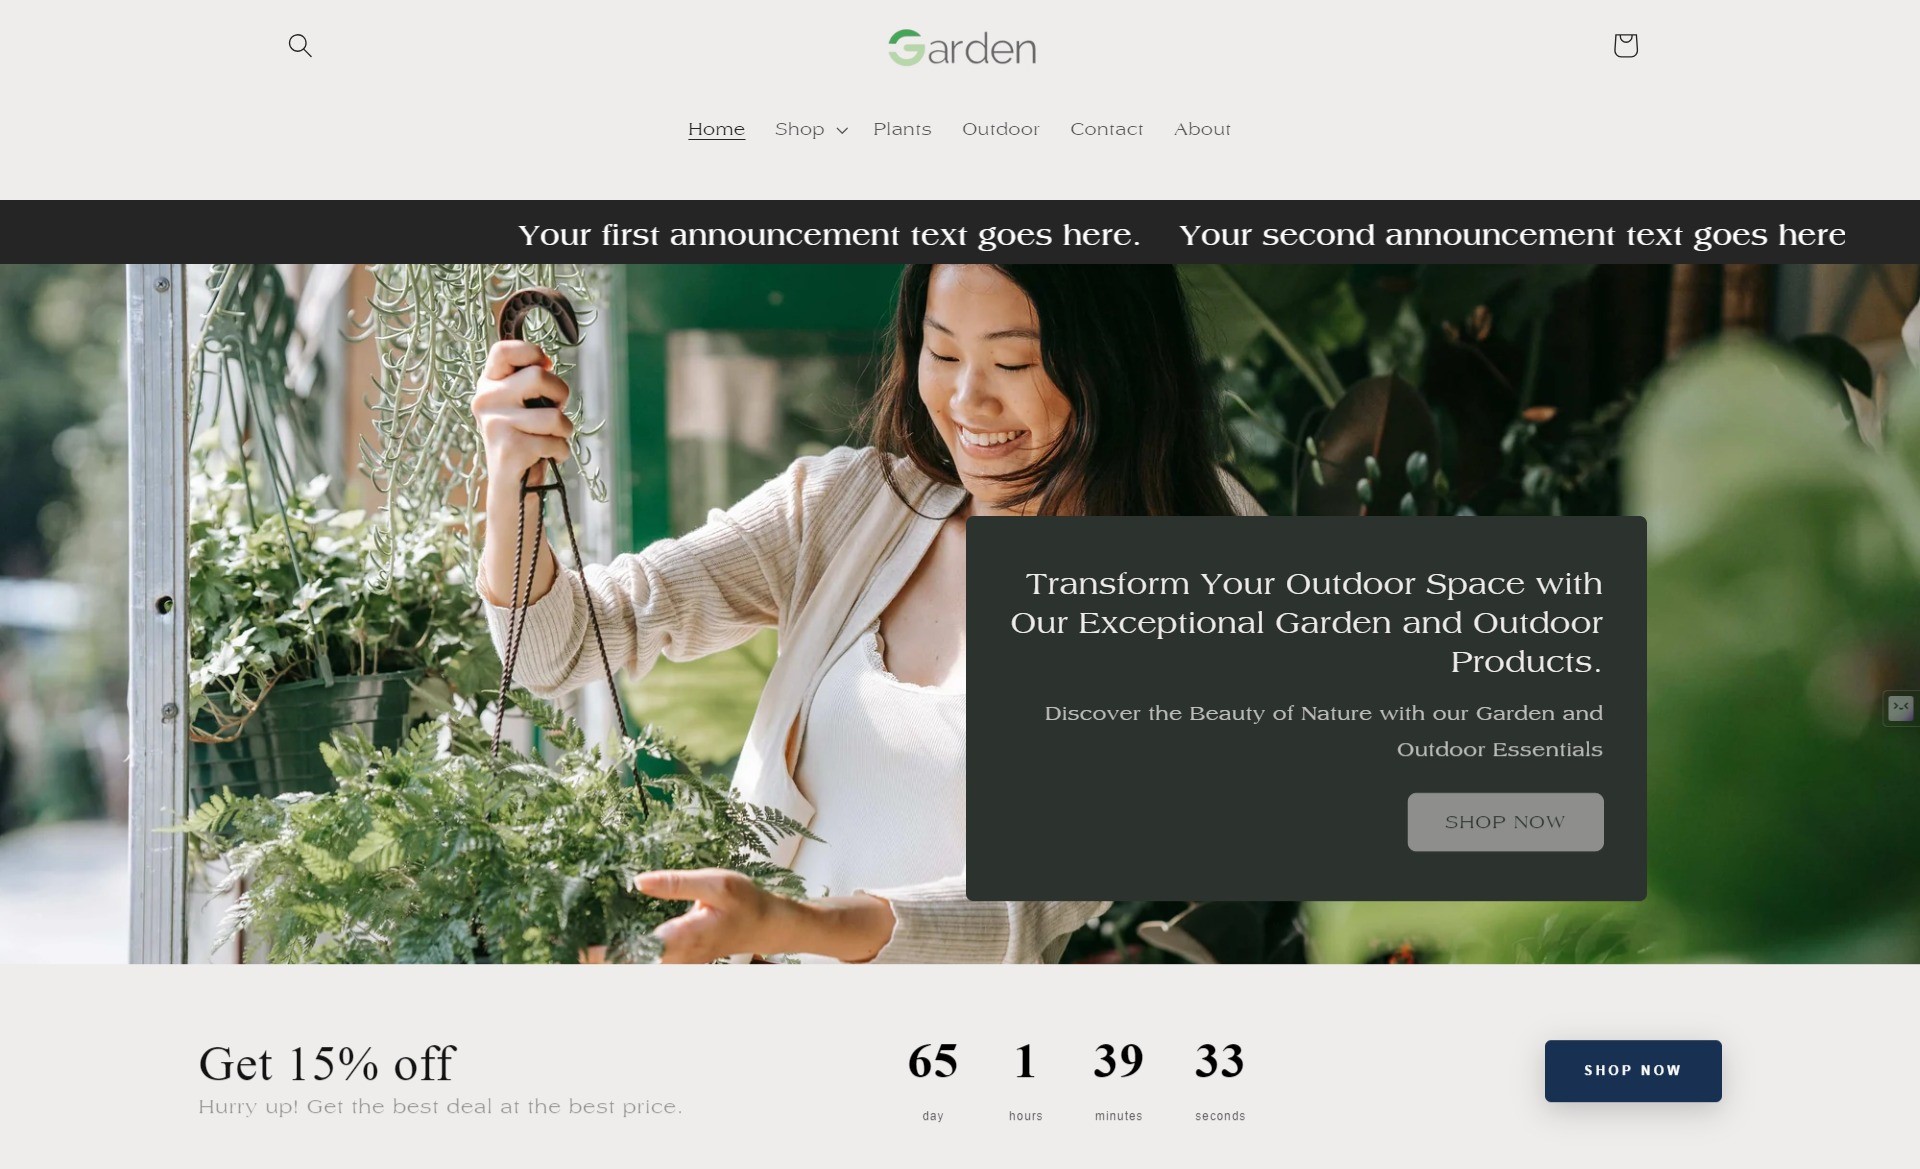 Garden
Home Shop Plants Outdoor Contact About
Your first announcement text goes here. Your second announcement text goes here
Transform Your Outdoor Space with
Our Exceptional Garden and Outdoor
Products.
Discover the Beauty of Nature with our Garden and
Outdoor Essentials
SHOP NOW
Get 15% off
Hurry up! Get the best deal at the best price.
65 1 39 33
day hours minutes seconds
SHOP NOW